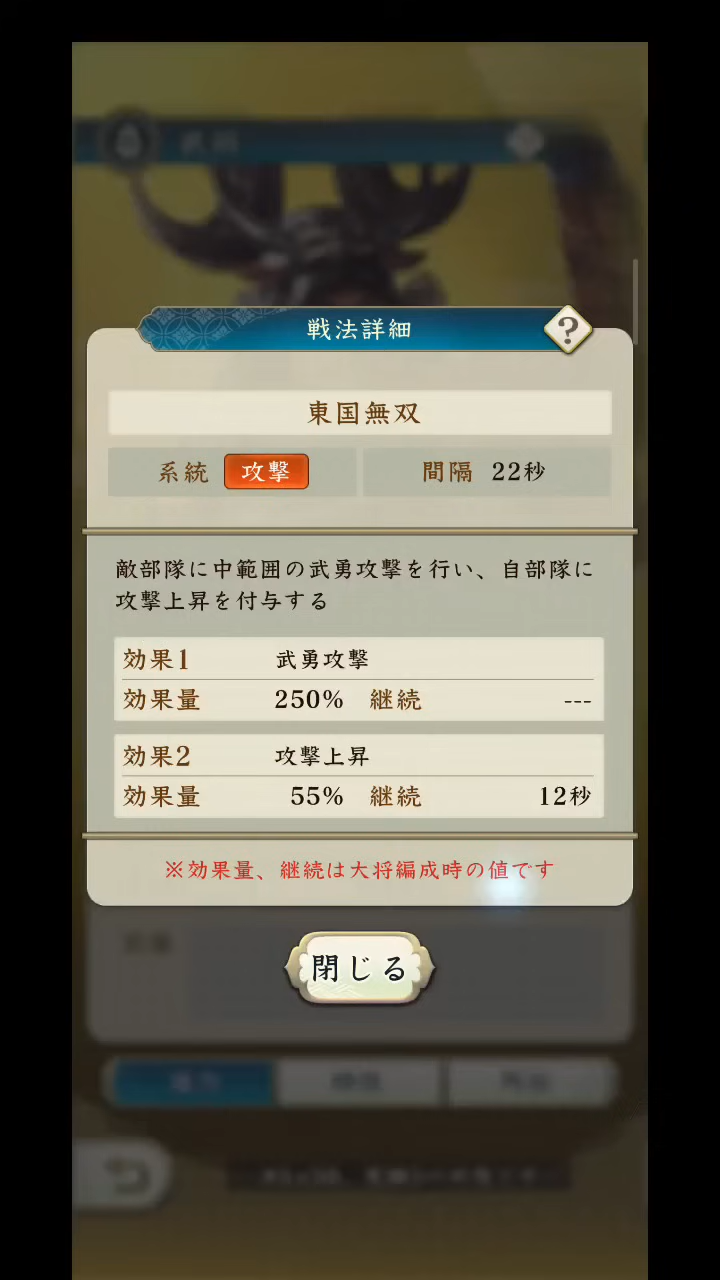 戦法詳細
?
東国無双
系統 攻撃 間隔 22秒
敵部隊に中範囲の武勇攻撃を行い、自部隊に
攻撃上昇を付与する
効果1 武勇攻撃
効果量 250% 継続 ---
効果2 攻撃上昇
効果量 55% 継続 12秒
※効果量、継続は大将編成時の値です
閉じる